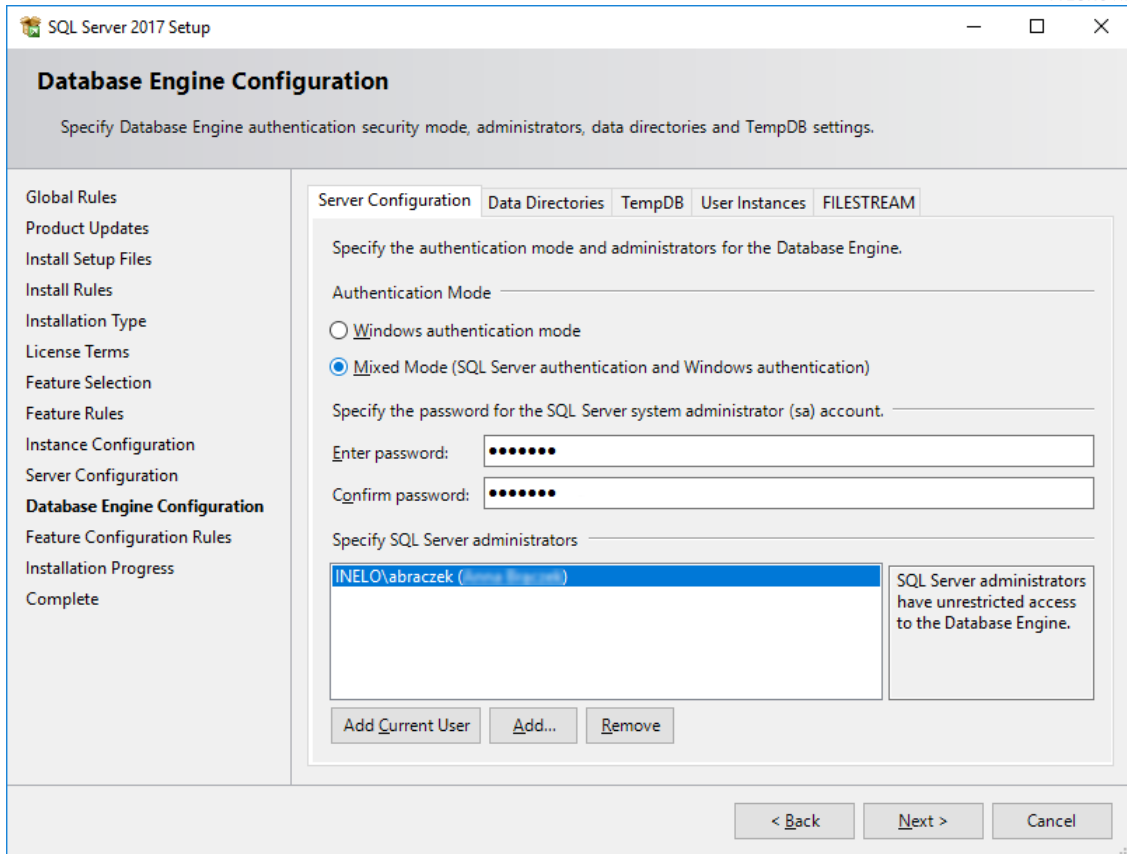 SQL Server 2017 Setup
Database Engine Configuration
Specify Database Engine authentication security mode, administrators, data directories and TempDB settings.
Global Rules
Product Updates
Install Setup Files
Install Rules
Installation Type
License Terms
Feature Selection
Feature Rules
Instance Configuration
Server Configuration
Database Engine Configuration
Feature Configuration Rules
Installation Progress
Complete
Server Configuration Data Directories TempDB User Instances FILESTREAM
Specify the authentication mode and administrators for the Database Engine.
Authentication Mode
Windows authentication mode
Mixed Mode (SQL Server authentication and Windows authentication)
Specify the password for the SQL Server system administrator (sa) account.
Enter password: •••••••
Confirm password: •••••••
Specify SQL Server administrators
INELO\abraczek ( )
SQL Server administrators
have unrestricted access
to the Database Engine.
Add Current User Add... Remove
< Back Next > Cancel